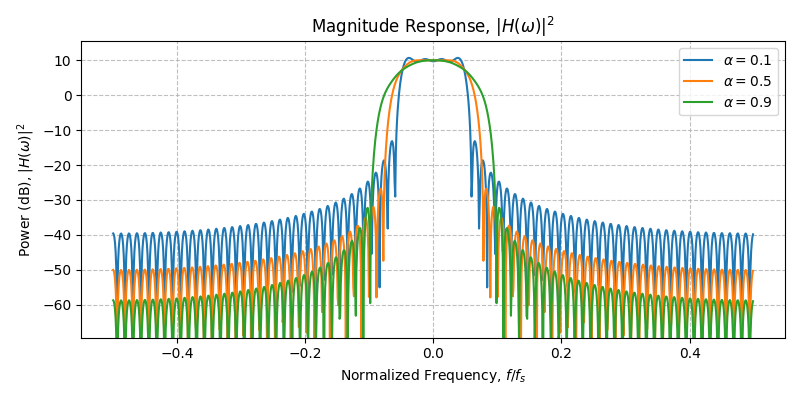 Magnitude Response, |H(ω)|²
Power (dB), |H(ω)|²
10
0
−10
−20
−30
−40
−50
−60
α = 0.1
α = 0.5
α = 0.9
−0.4
−0.2
0.0
0.2
0.4
Normalized Frequency, f/fₛ